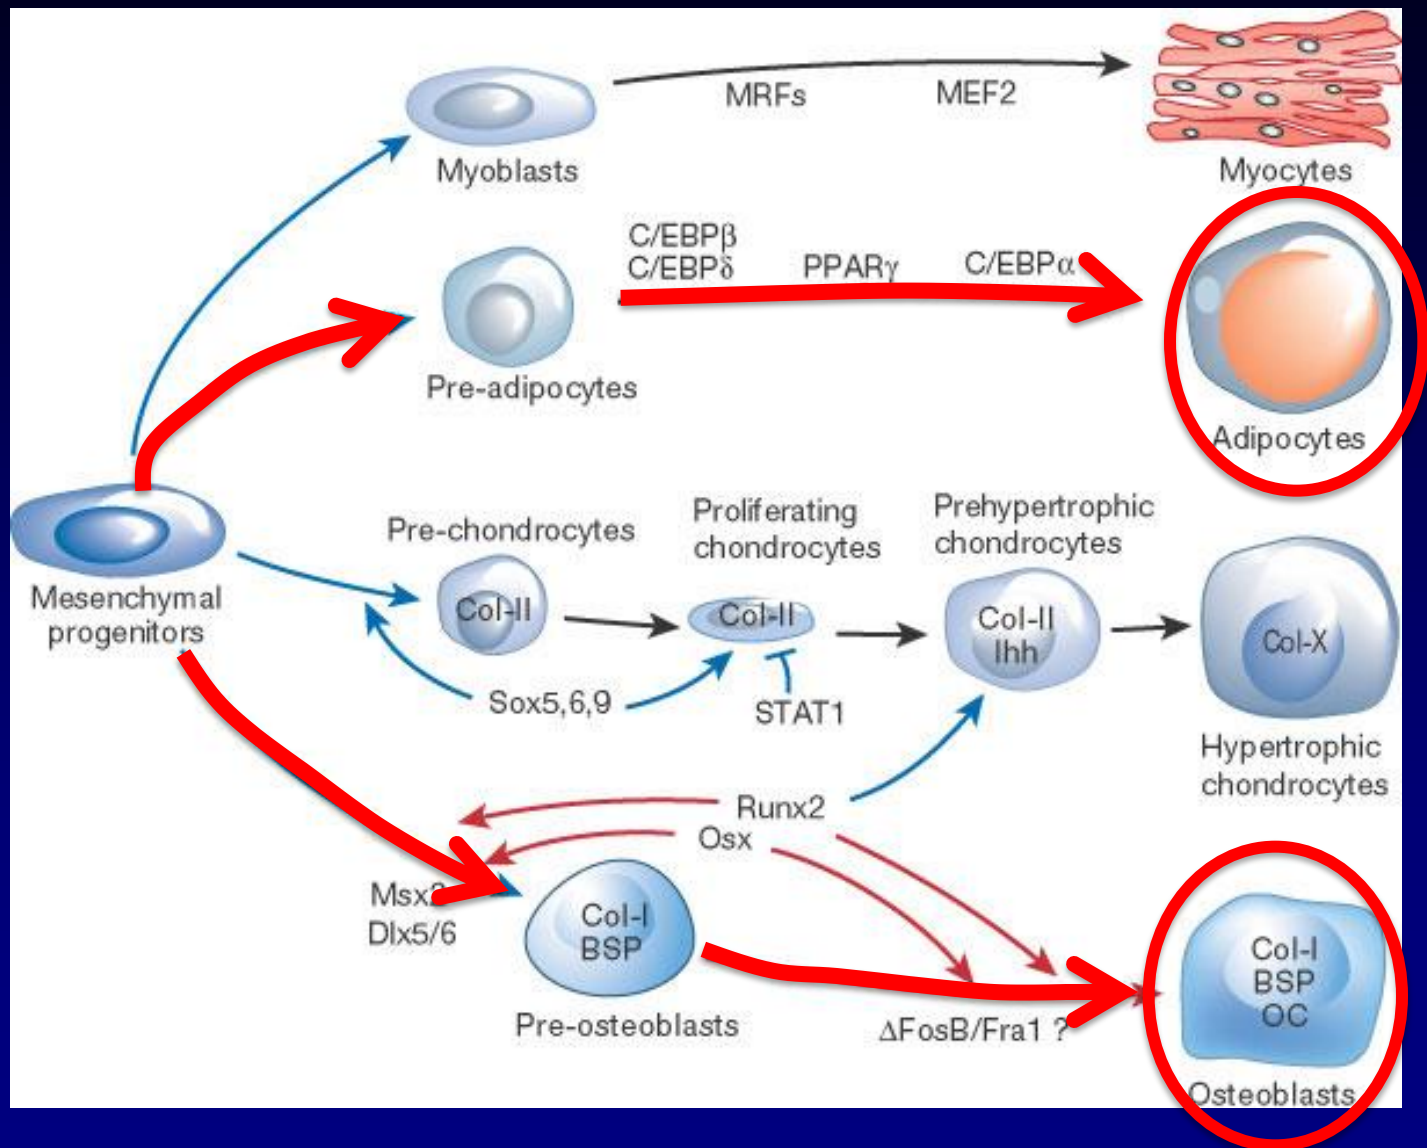 MRFs
MEF2
Myoblasts
Myocytes
C/EBPβ
C/EBPδ
PPARγ
C/EBPα
Pre-adipocytes
Adipocytes
Mesenchymal
progenitors
Pre-chondrocytes
Col-II
Proliferating
chondrocytes
Col-II
Prehypertrophic
chondrocytes
Col-II
Ihh
Col-X
Hypertrophic
chondrocytes
Sox5,6,9
STAT1
Runx2
Osx
Msx2
Dlx5/6
Col-I
BSP
Pre-osteoblasts
ΔFosB/Fra1 ?
Col-I
BSP
OC
Osteoblasts